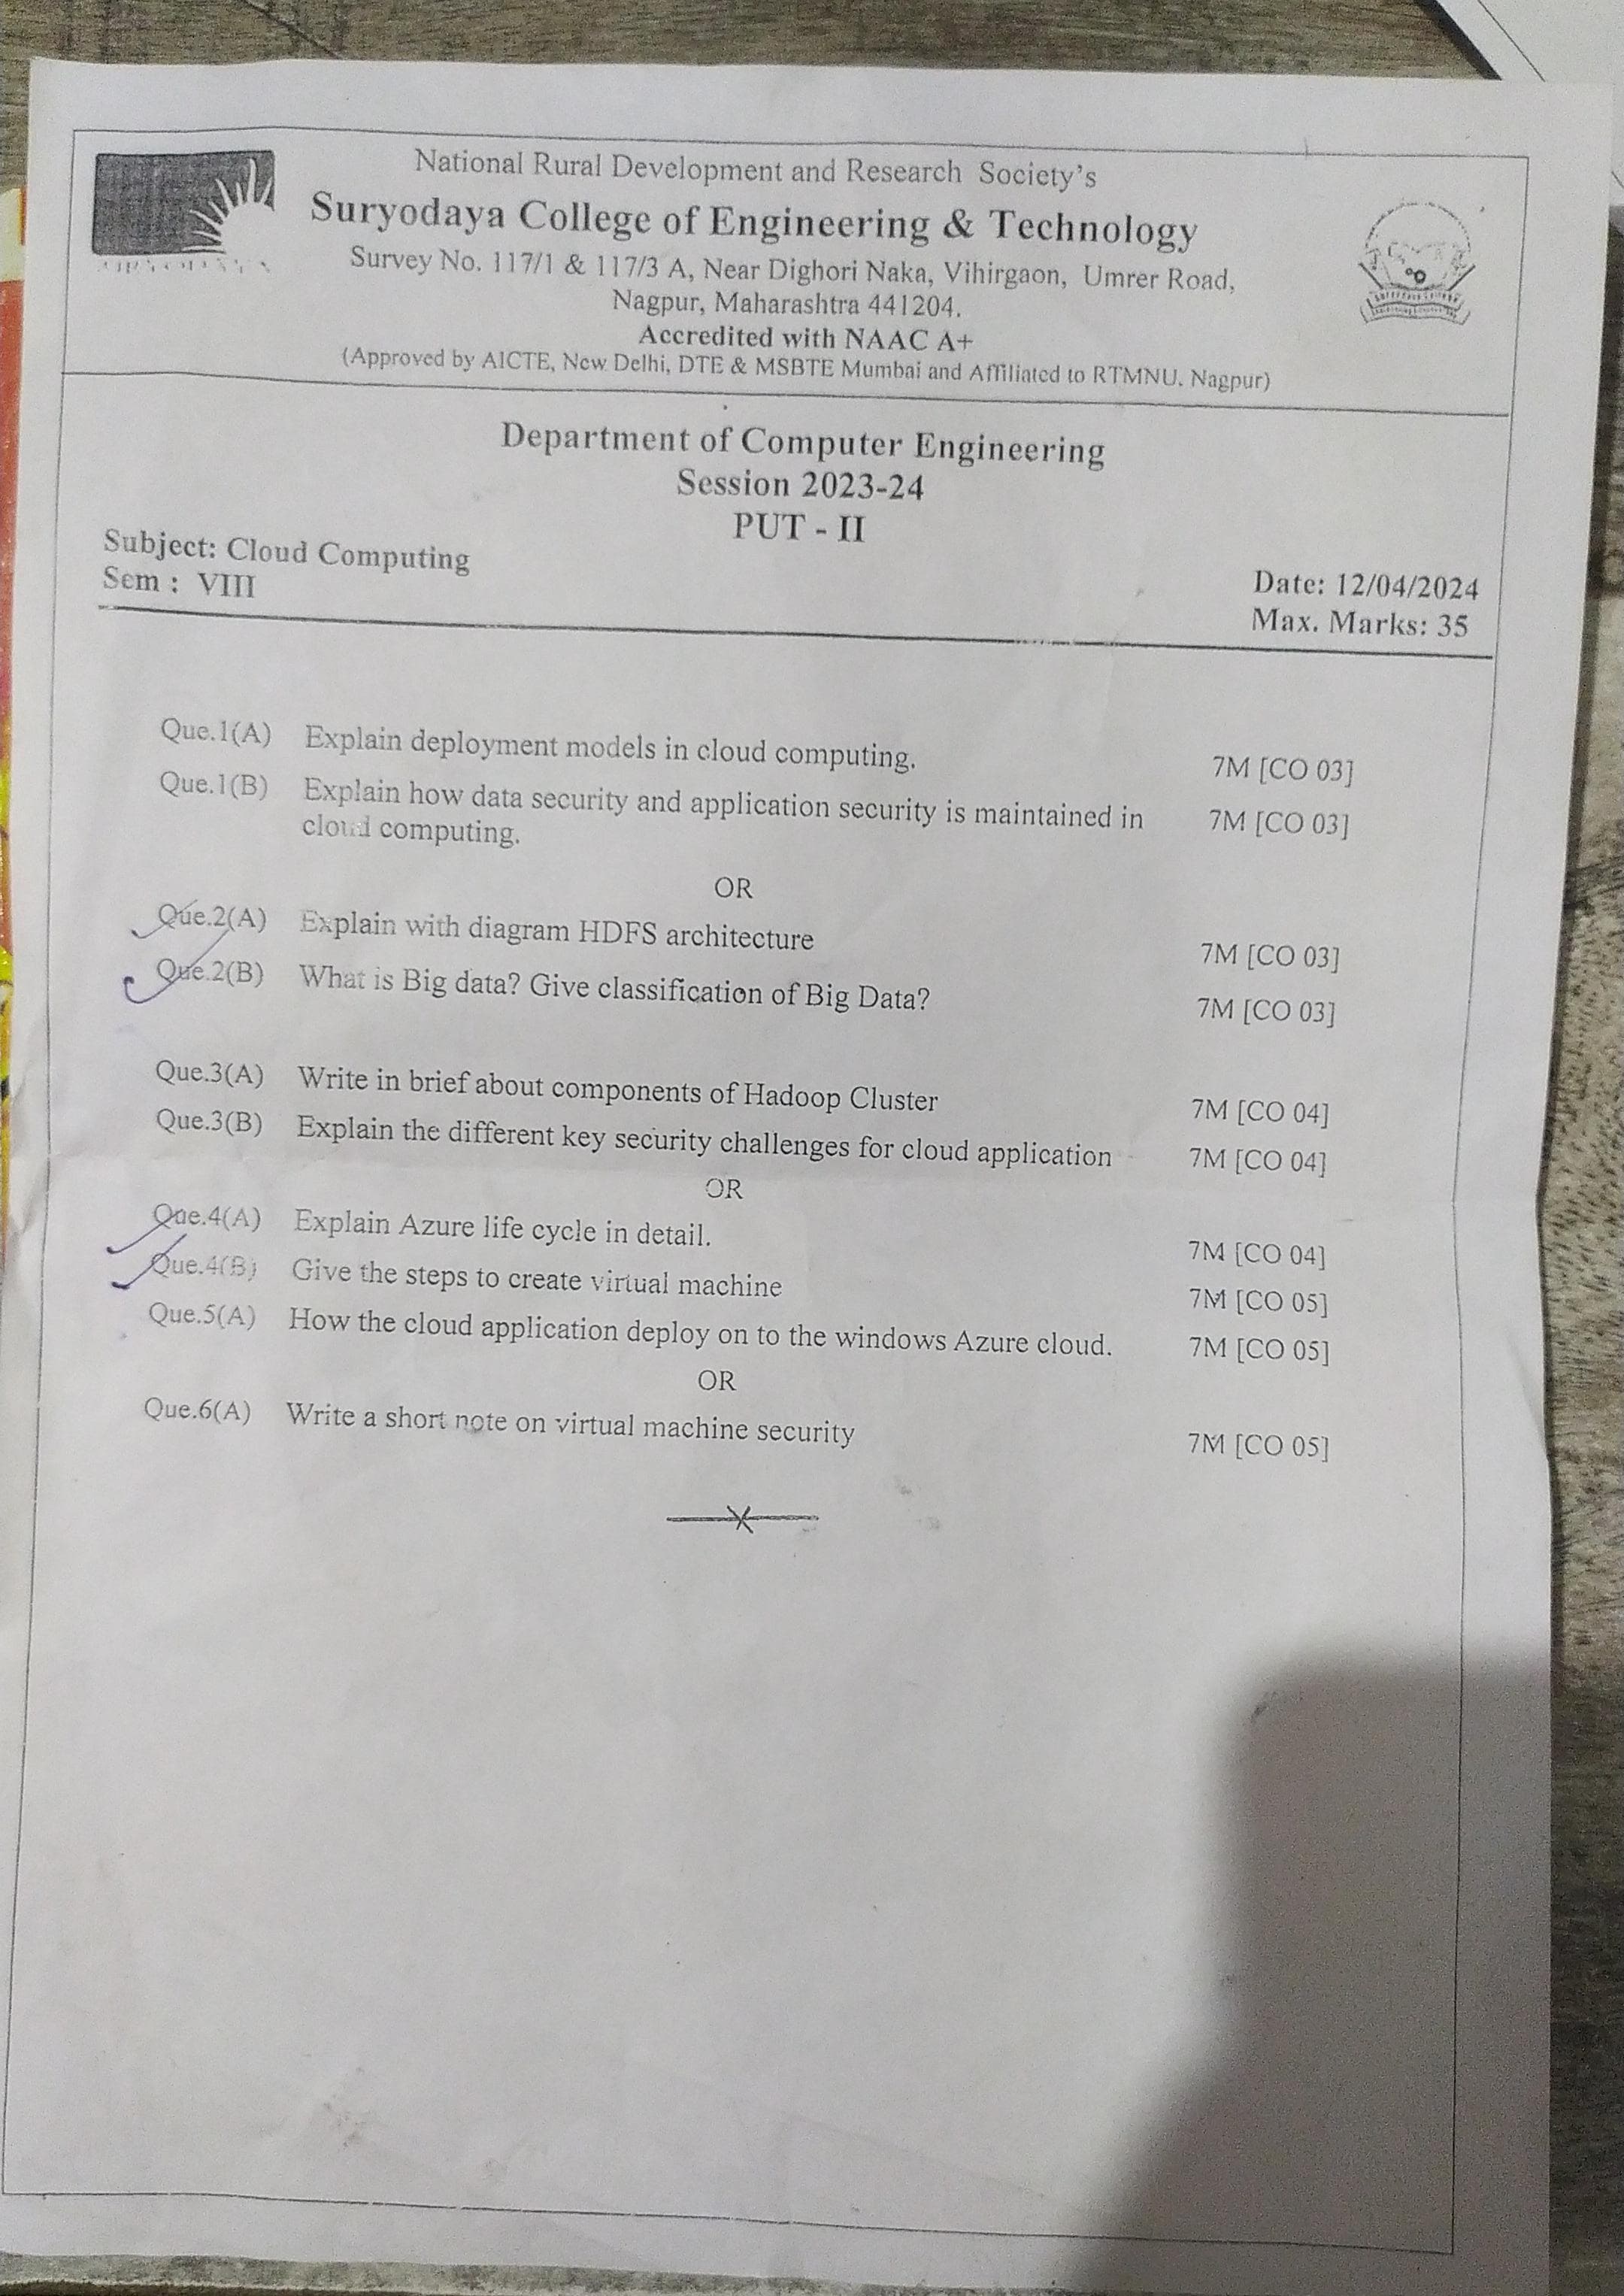 National Rural Development and Research Society's
Suryodaya College of Engineering & Technology
Survey No. 117/1 & 117/3 A, Near Dighori Naka, Vihirgaon, Umrer Road,
Nagpur, Maharashtra 441204.
Accredited with NAAC A+
(Approved by AICTE, New Delhi, DTE & MSBTE Mumbai and Affiliated to RTMNU. Nagpur)
Department of Computer Engineering
Session 2023-24
PUT - II
Subject: Cloud Computing
Sem : VIII
Date: 12/04/2024
Max. Marks: 35
Que.1(A) Explain deployment models in cloud computing. 7M [CO 03]
Que.1(B) Explain how data security and application security is maintained in 7M [CO 03]
cloud computing.
OR
Que.2(A) Explain with diagram HDFS architecture 7M [CO 03]
Que.2(B) What is Big data? Give classification of Big Data? 7M [CO 03]
Que.3(A) Write in brief about components of Hadoop Cluster 7M [CO 04]
Que.3(B) Explain the different key security challenges for cloud application 7M [CO 04]
OR
Que.4(A) Explain Azure life cycle in detail. 7M [CO 04]
Que.4(B) Give the steps to create virtual machine 7M [CO 05]
Que.5(A) How the cloud application deploy on to the windows Azure cloud. 7M [CO 05]
OR
Que.6(A) Write a short note on virtual machine security 7M [CO 05]